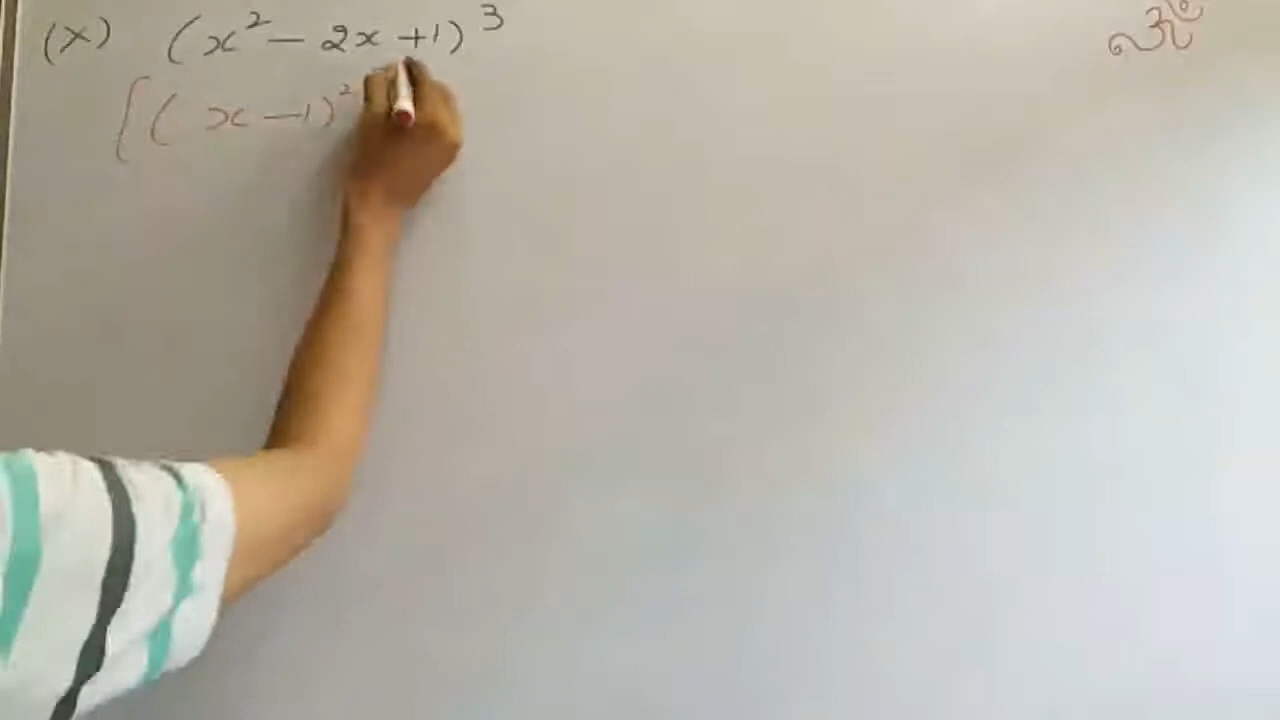 (x) (x² − 2x + 1)³
[(x − 1)²